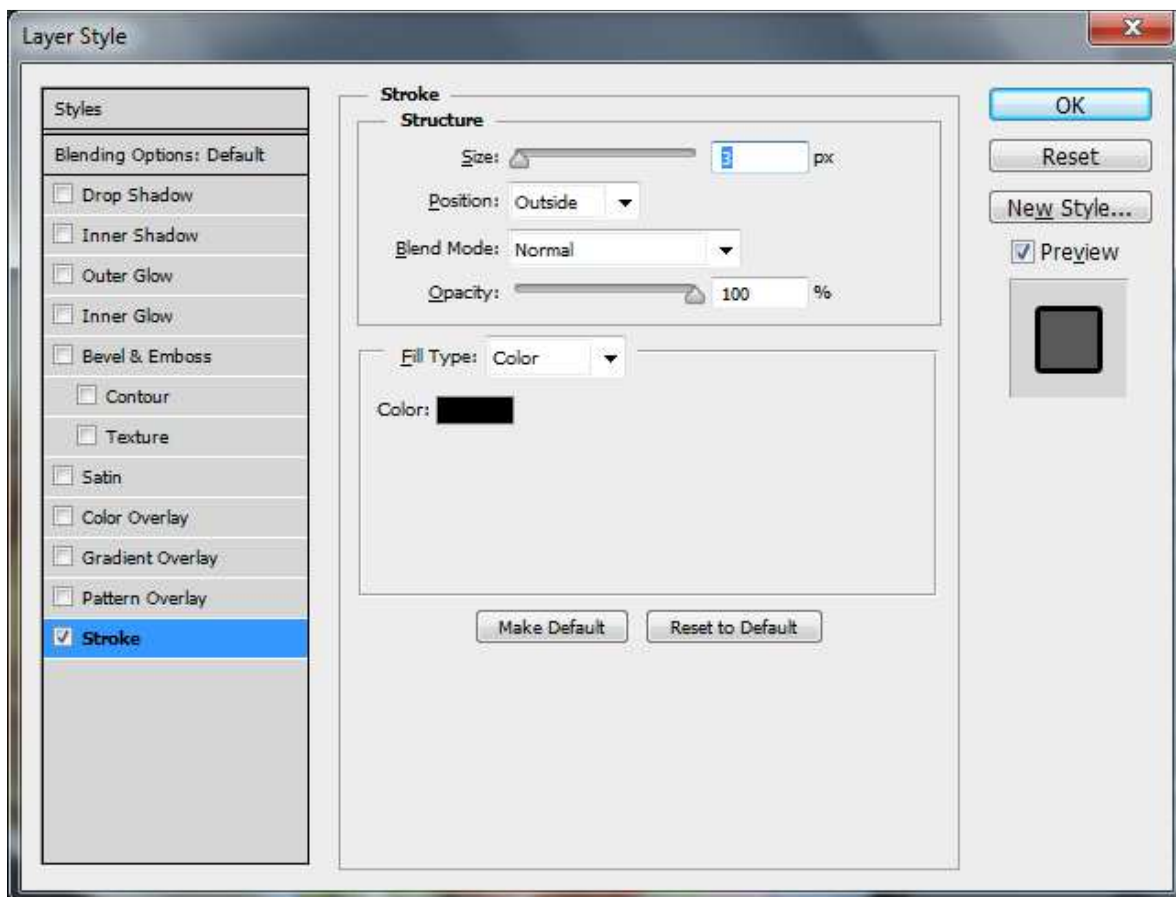 Layer Style
X
Styles
Blending Options: Default
Drop Shadow
Inner Shadow
Outer Glow
Inner Glow
Bevel & Emboss
Contour
Texture
Satin
Color Overlay
Gradient Overlay
Pattern Overlay
Stroke
Stroke
Structure
Size: 3 px
Position: Outside
Blend Mode: Normal
Opacity: 100 %
Fill Type: Color
Color:
Make Default Reset to Default
OK
Reset
New Style...
Preview